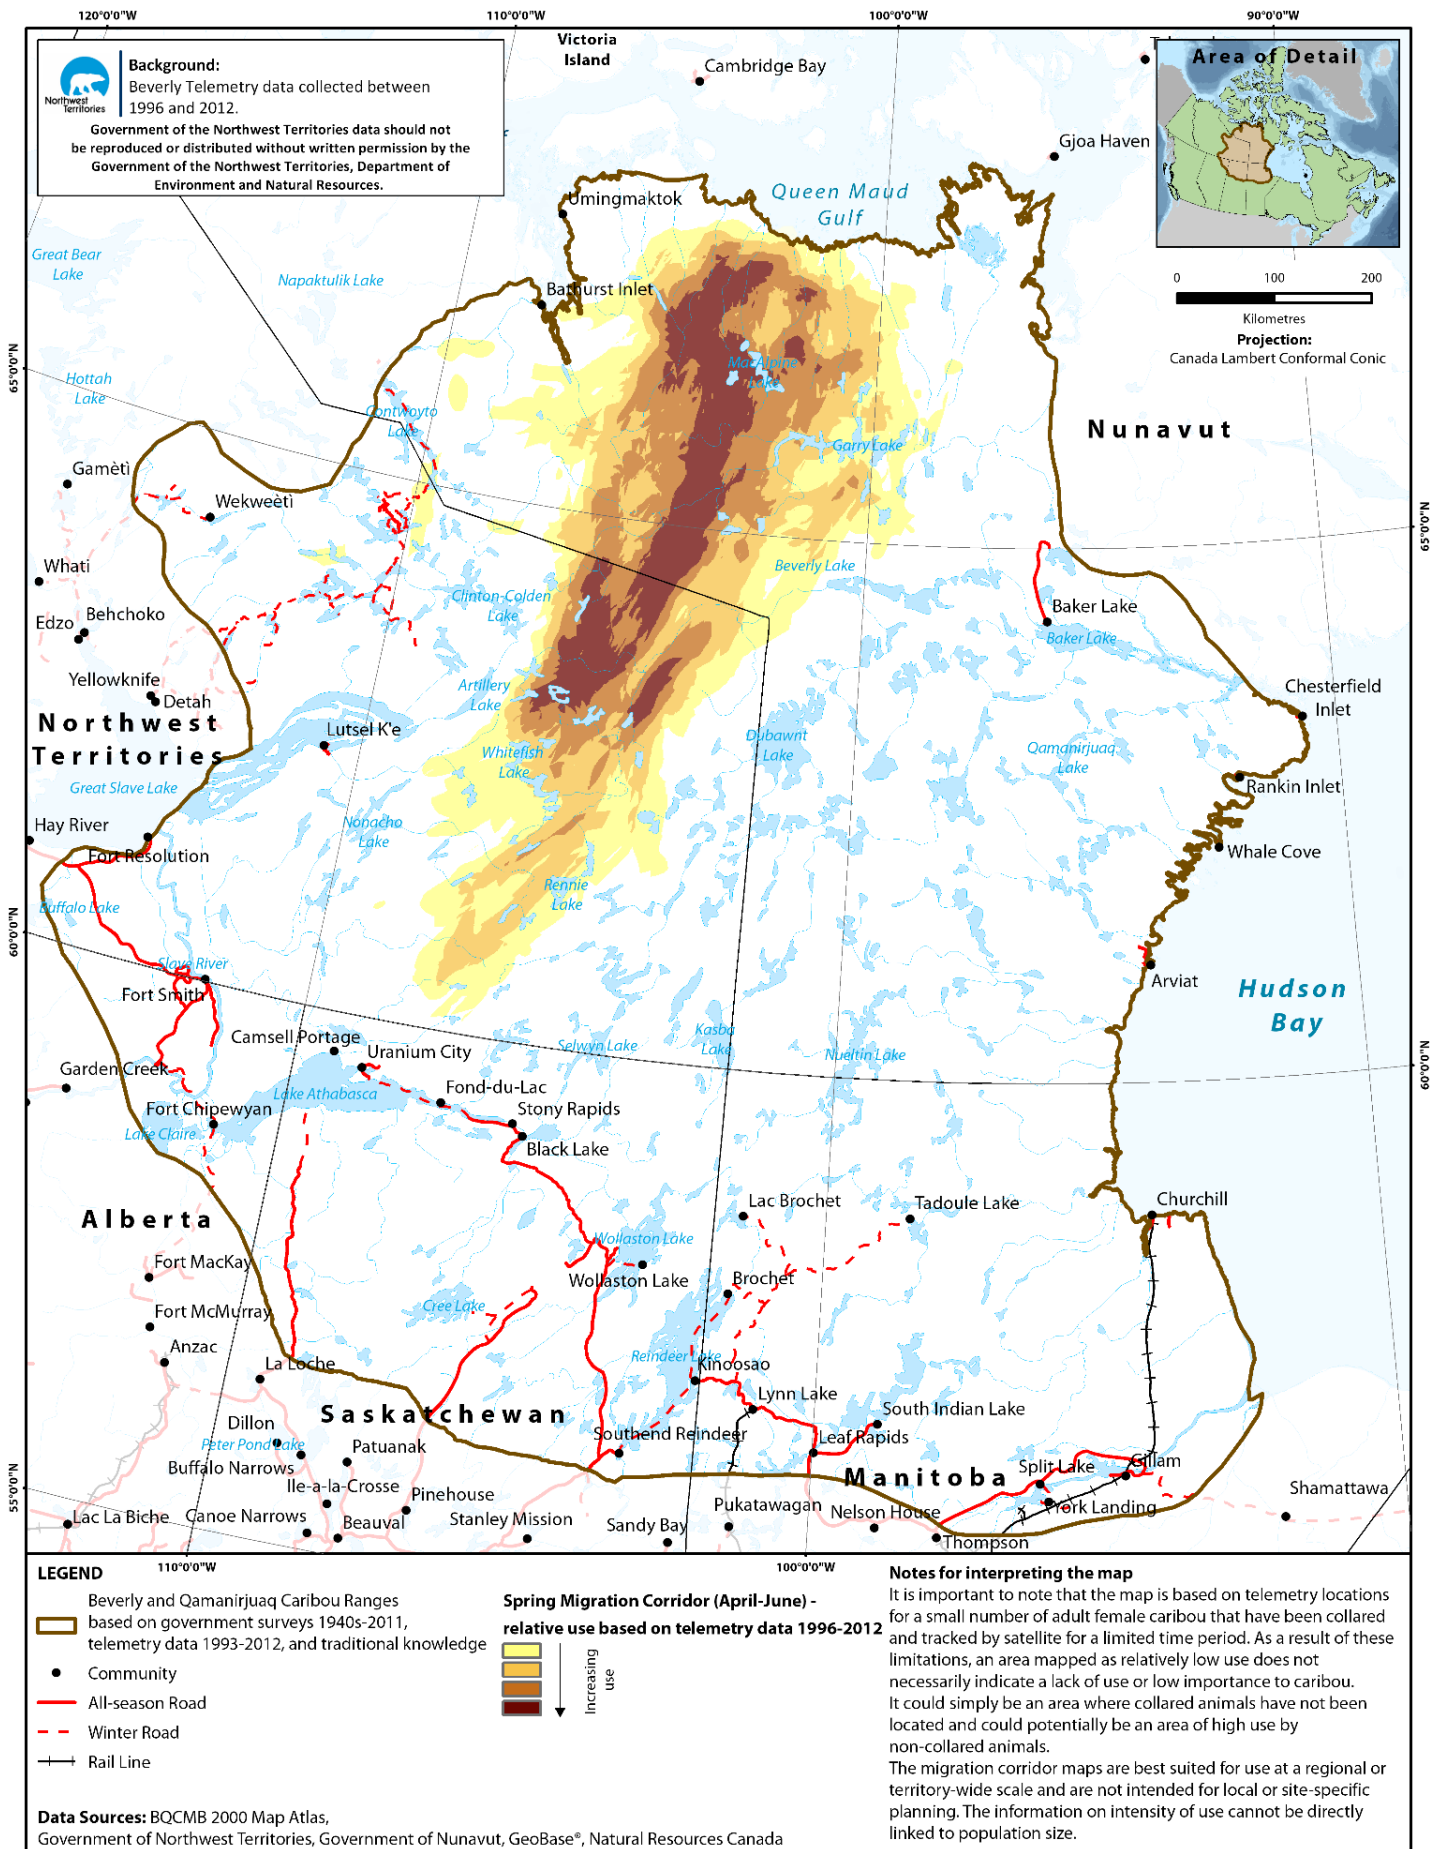 120°0'0"W
110°0'0"W
100°0'0"W
90°0'0"W
Background:
Beverly Telemetry data collected between
1996 and 2012.
Northwest
Territories
Government of the Northwest Territories data should not
be reproduced or distributed without written permission by the
Government of the Northwest Territories, Department of
Environment and Natural Resources.
Victoria
Island
Cambridge Bay
Area of Detail
Gjoa Haven
Queen Maud
Gulf
Umingmaktok
Great Bear
Lake
Napaktulik Lake
Bathurst Inlet
0
100
200
Kilometres
Projection:
Canada Lambert Conformal Conic
65°0'0"N
Hottah
Lake
MacAlpine
Lake
Contwoyto
Lake
Nunavut
Garry Lake
Gamètì
Wekweètì
65°0'0"N
Whati
Beverly Lake
Clinton-Colden
Lake
Baker Lake
Baker Lake
Edzo
Behchoko
Yellowknife
Detah
Artillery
Lake
Chesterfield
Inlet
Northwest
Territories
Lutsel K'e
Whitefish
Lake
Dubawnt
Lake
Qamanirjuaq
Lake
Great Slave Lake
Rankin Inlet
Hay River
Nonacho
Lake
Fort Resolution
Whale Cove
Rennie
Lake
Buffalo Lake
60°0'0"N
Slave River
Fort Smith
Arviat
Hudson
Bay
Camsell Portage
Uranium City
Selwyn Lake
Kasba
Lake
Nueltin Lake
60°0'0"N
Garden Creek
Lake Athabasca
Fond-du-Lac
Fort Chipewyan
Stony Rapids
Lake Claire
Black Lake
Alberta
Lac Brochet
Tadoule Lake
Churchill
Wollaston Lake
Fort MacKay
Wollaston Lake
Brochet
Cree Lake
Fort McMurray
Anzac
Reindeer Lake
La Loche
Kinoosao
Lynn Lake
Saskatchewan
South Indian Lake
Dillon
Southend Reindeer
Leaf Rapids
Peter Pond Lake
Patuanak
Buffalo Narrows
Manitoba
Split Lake
Gillam
Ile-a-la-Crosse
Pinehouse
Pukatawagan
York Landing
Shamattawa
55°0'0"N
Lac La Biche
Canoe Narrows
Beauval
Stanley Mission
Sandy Bay
Nelson House
Thompson
110°0'0"W
100°0'0"W
LEGEND
Beverly and Qamanirjuaq Caribou Ranges
based on government surveys 1940s-2011,
telemetry data 1993-2012, and traditional knowledge
Community
All-season Road
Winter Road
Rail Line
Data Sources: BQCMB 2000 Map Atlas,
Government of Northwest Territories, Government of Nunavut, GeoBase®, Natural Resources Canada
Spring Migration Corridor (April-June) -
relative use based on telemetry data 1996-2012
Increasing
use
Notes for interpreting the map
It is important to note that the map is based on telemetry locations
for a small number of adult female caribou that have been collared
and tracked by satellite for a limited time period. As a result of these
limitations, an area mapped as relatively low use does not
necessarily indicate a lack of use or low importance to caribou.
It could simply be an area where collared animals have not been
located and could potentially be an area of high use by
non-collared animals.
The migration corridor maps are best suited for use at a regional or
territory-wide scale and are not intended for local or site-specific
planning. The information on intensity of use cannot be directly
linked to population size.